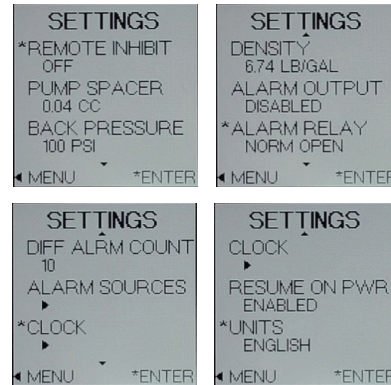 SETTINGS
*REMOTE INHIBIT
OFF
PUMP SPACER
0.04 CC
BACK PRESSURE
100 PSI
MENU *ENTER
SETTINGS
DENSITY
6.74 LB/GAL
ALARM OUTPUT
DISABLED
*ALARM RELAY
NORM OPEN
MENU *ENTER
SETTINGS
DIFF ALRM COUNT
10
ALARM SOURCES
*CLOCK
MENU *ENTER
SETTINGS
CLOCK
RESUME ON PWR
ENABLED
*UNITS
ENGLISH
MENU *ENTER